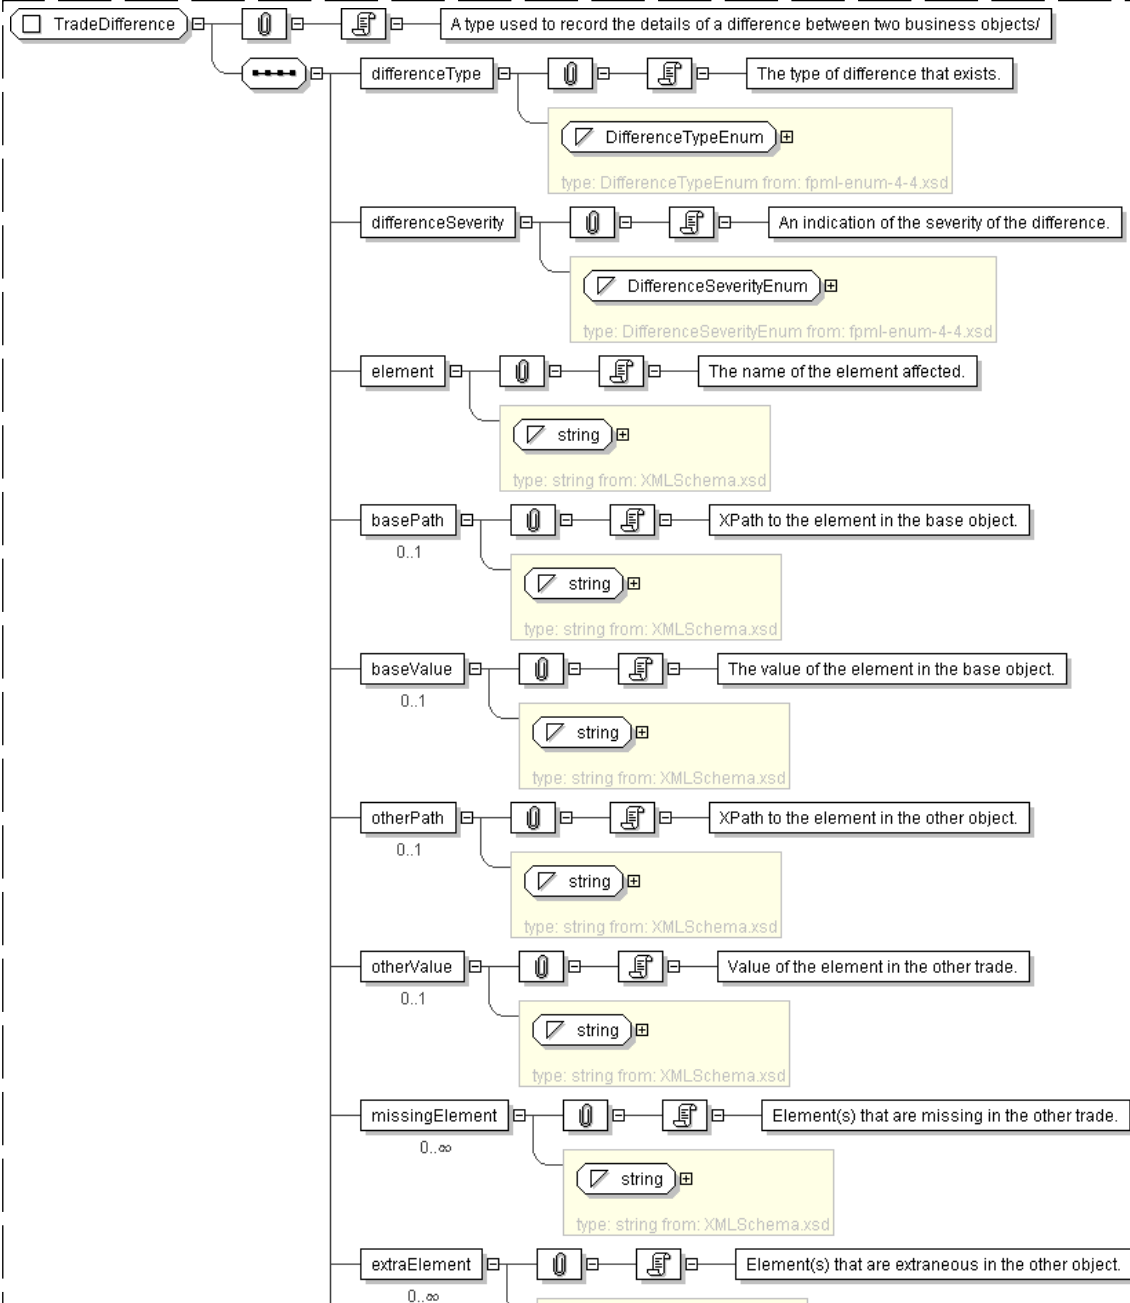 TradeDifference
A type used to record the details of a difference between two business objects/
differenceType
The type of difference that exists.
DifferenceTypeEnum
type: DifferenceTypeEnum from: fpml-enum-4-4.xsd
differenceSeverity
An indication of the severity of the difference.
DifferenceSeverityEnum
type: DifferenceSeverityEnum from: fpml-enum-4-4.xsd
element
The name of the element affected.
string
type: string from: XMLSchema.xsd
basePath
XPath to the element in the base object.
0..1
string
type: string from: XMLSchema.xsd
baseValue
The value of the element in the base object.
0..1
string
type: string from: XMLSchema.xsd
otherPath
XPath to the element in the other object.
0..1
string
type: string from: XMLSchema.xsd
otherValue
Value of the element in the other trade.
0..1
string
type: string from: XMLSchema.xsd
missingElement
Element(s) that are missing in the other trade.
0..∞
string
type: string from: XMLSchema.xsd
extraElement
Element(s) that are extraneous in the other object.
0..∞